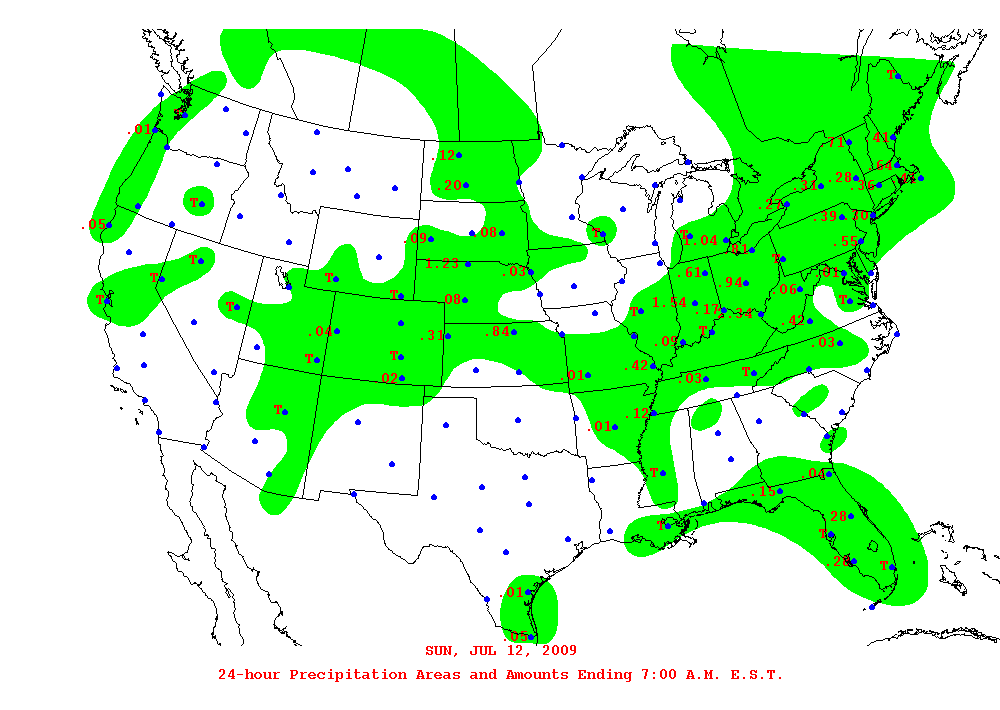 T
.41
.01
.71
.12
.64
.20
.28 .36
.31
T
.27
.39 .30
.05
.09 .08
T
T 1.04
.55
.81
T
1.23
T
.03
.61
.01
T
T
.94
T
.06
T
.08
T
T
1.54
.17
T
.34
.42
.04
.31
.84
T
.09
.03
T
.42
.02
.01
.03
T
T
.12
.01
T
.04
.15
.28
T
T
.28
T
.01
.05
SUN, JUL 12, 2009
24-hour Precipitation Areas and Amounts Ending 7:00 A.M. E.S.T.